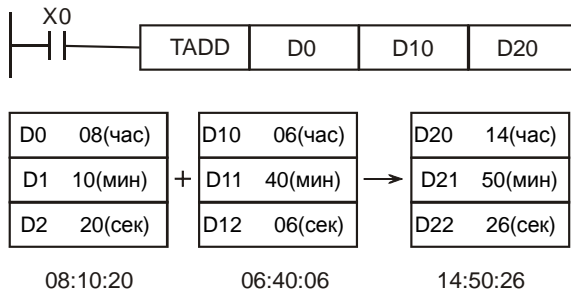 X0
TADD D0 D10 D20
D0 08(час) D10 06(час) D20 14(час)
D1 10(мин) + D11 40(мин) → D21 50(мин)
D2 20(сек) D12 06(сек) D22 26(сек)
08:10:20 06:40:06 14:50:26